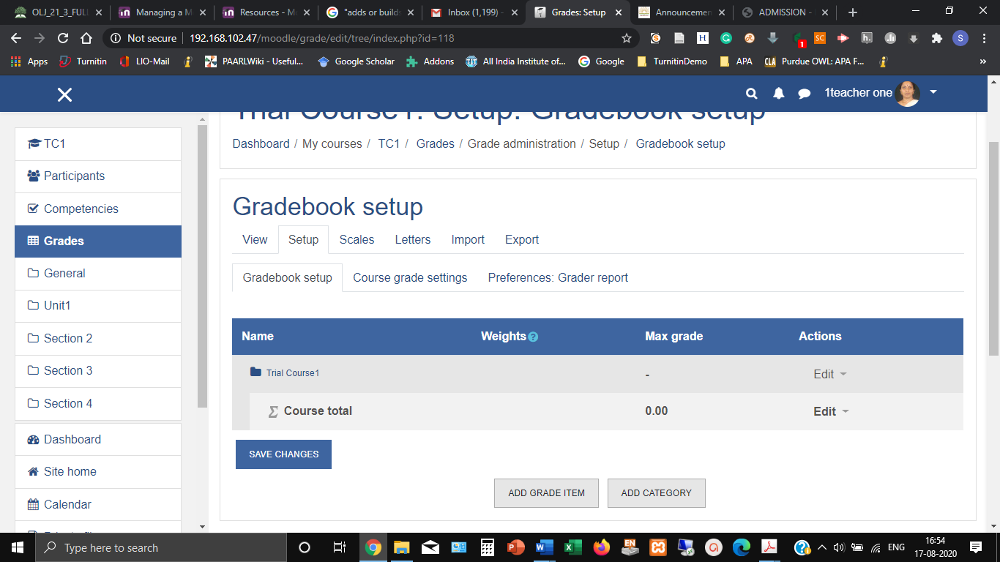 OLJ_21_3_FULL
Managing a M
Resources - M
"adds or builds
Inbox (1,199) -
Grades: Setup
Announcemen
ADMISSION -
Not secure | 192.168.102.47/moodle/grade/edit/tree/index.php?id=118
Apps Turnitin LIO-Mail PAARLWiki - Useful... Google Scholar Addons All India Institute of... Google TurnitinDemo APA Purdue OWL: APA F... »
1teacher one
Trial Course1: Setup: Gradebook setup
Dashboard / My courses / TC1 / Grades / Grade administration / Setup / Gradebook setup
TC1
Participants
Competencies
Grades
General
Unit1
Section 2
Section 3
Section 4
Dashboard
Site home
Calendar
Gradebook setup
View Setup Scales Letters Import Export
Gradebook setup Course grade settings Preferences: Grader report
Name Weights Max grade Actions
Trial Course1 - Edit
∑ Course total 0.00 Edit
SAVE CHANGES
ADD GRADE ITEM ADD CATEGORY
Type here to search
ENG
16:54
17-08-2020